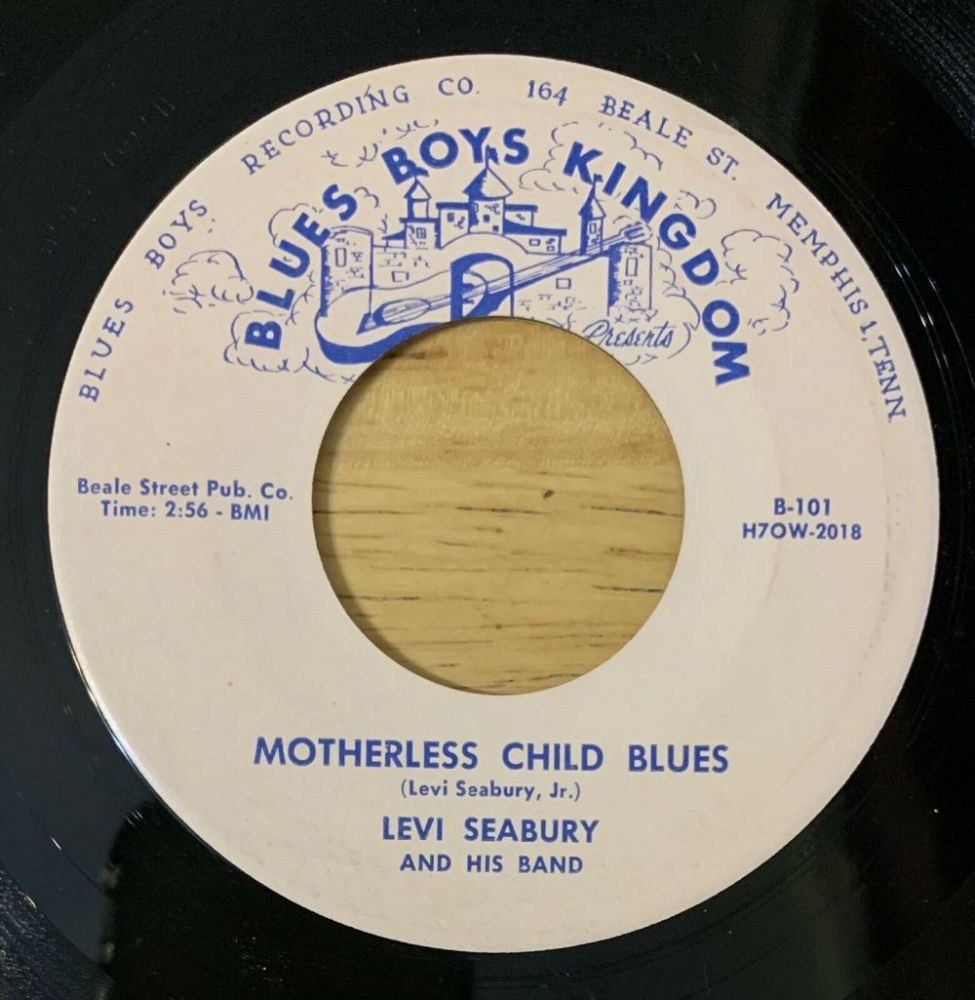 BLUES BOYS RECORDING CO. 164 BEALE ST. MEMPHIS 1, TENN
BLUES BOYS KINGDOM
Presents
Beale Street Pub. Co.
Time: 2:56 - BMI
B-101
H7OW-2018
MOTHERLESS CHILD BLUES
(Levi Seabury, Jr.)
LEVI SEABURY
AND HIS BAND